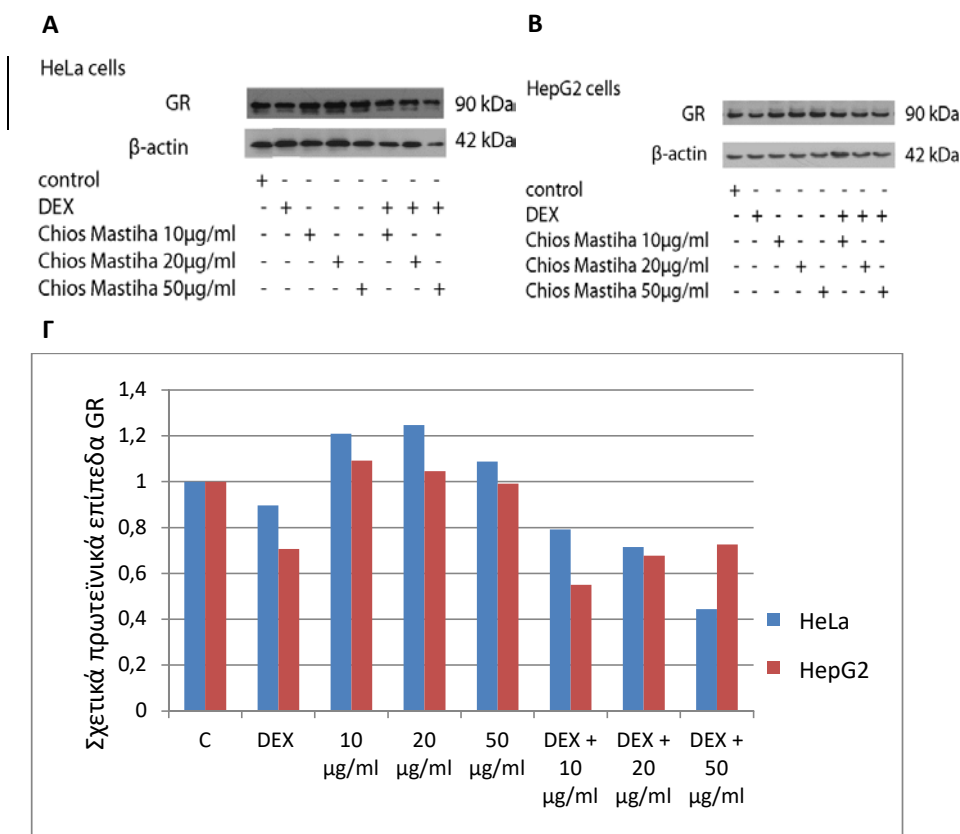 A
HeLa cells
GR 90 kDa
β-actin 42 kDa
control + - - - - - - -
DEX - + - - - + + +
Chios Mastiha 10μg/ml - - + - - + - -
Chios Mastiha 20μg/ml - - - + - - + -
Chios Mastiha 50μg/ml - - - - + - - +
B
HepG2 cells
GR 90 kDa
β-actin 42 kDa
control + - - - - - - -
DEX - + - - - + + +
Chios Mastiha 10μg/ml - - + - - + - -
Chios Mastiha 20μg/ml - - - + - - + -
Chios Mastiha 50μg/ml - - - - + - - +
Γ
Σχετικά πρωτεϊνικά επίπεδα GR
1,4
1,2
1
0,8
0,6
0,4
0,2
0
C
DEX
10
μg/ml
20
μg/ml
50
μg/ml
DEX +
10
μg/ml
DEX +
20
μg/ml
DEX +
50
μg/ml
HeLa
HepG2